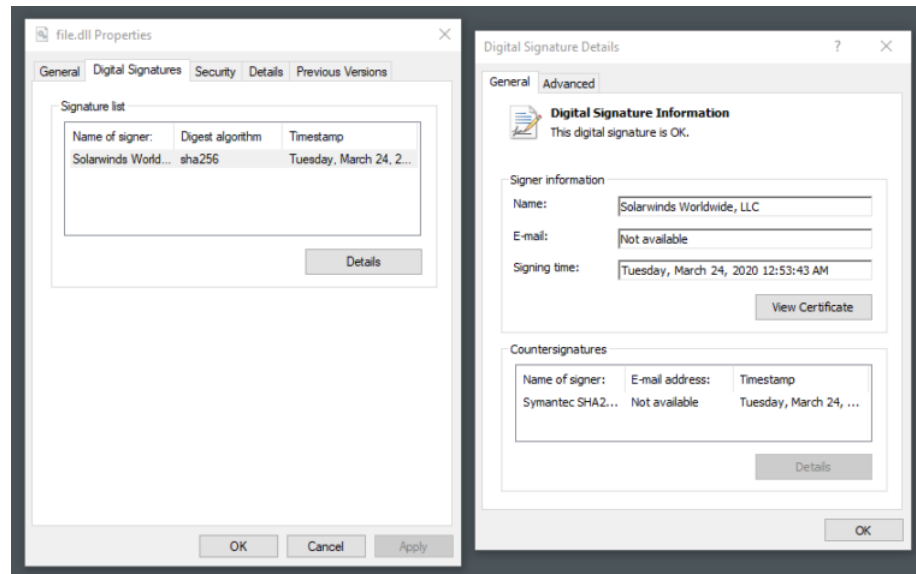 file.dll Properties
General Digital Signatures Security Details Previous Versions
Signature list
Name of signer: Digest algorithm Timestamp
Solarwinds World... sha256 Tuesday, March 24, 2...
Details
OK Cancel Apply
Digital Signature Details
?
General Advanced
Digital Signature Information
This digital signature is OK.
Signer information
Name: Solarwinds Worldwide, LLC
E-mail: Not available
Signing time: Tuesday, March 24, 2020 12:53:43 AM
View Certificate
Countersignatures
Name of signer: E-mail address: Timestamp
Symantec SHA2... Not available Tuesday, March 24, ...
Details
OK